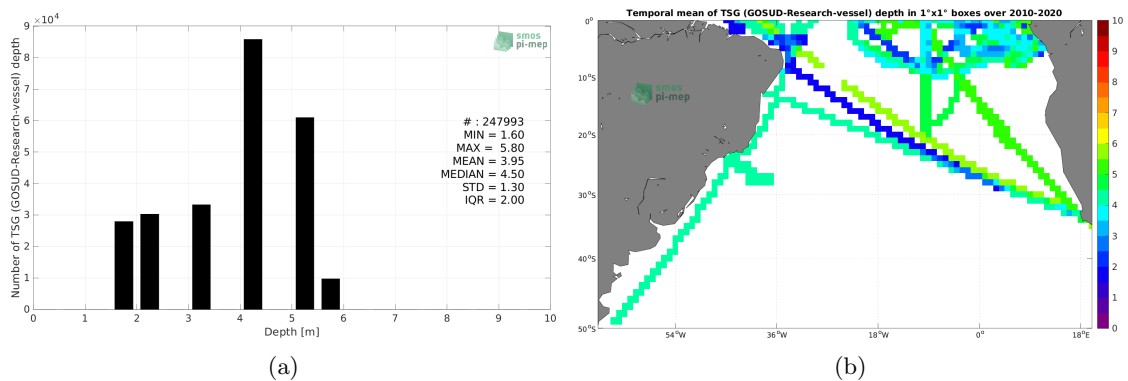 ×10⁴
9
8
7
6
5
4
3
2
1
0
Number of TSG (GOSUD-Research-vessel) depth
smos
pi-mep
# : 247993
MIN = 1.60
MAX = 5.80
MEAN = 3.95
MEDIAN = 4.50
STD = 1.30
IQR = 2.00
0 1 2 3 4 5 6 7 8 9 10
Depth [m]
(a)
Temporal mean of TSG (GOSUD-Research-vessel) depth in 1°x1° boxes over 2010-2020
0°
10°S
20°S
30°S
40°S
50°S
smos
pi-mep
54°W 36°W 18°W 0° 18°E
10
9
8
7
6
5
4
3
2
1
0
(b)